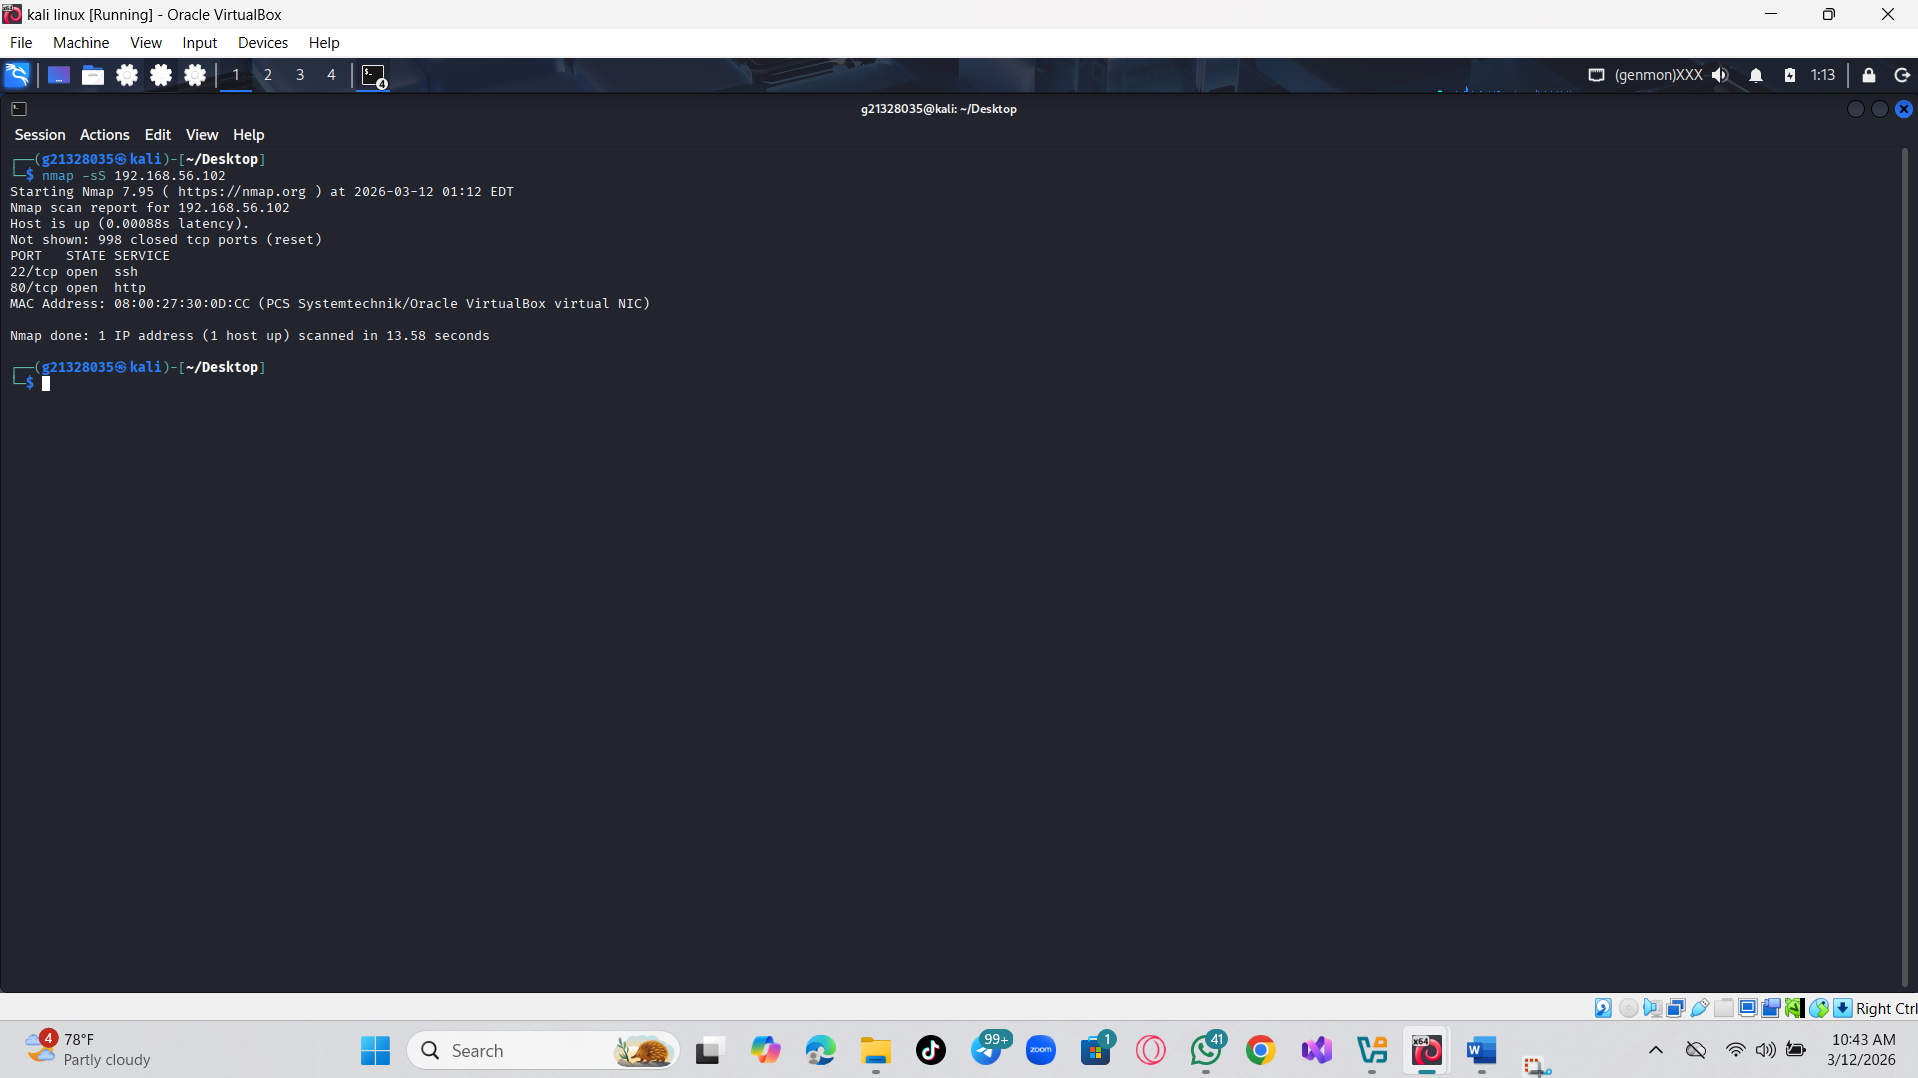 kali linux [Running] - Oracle VirtualBox
File Machine View Input Devices Help
1 2 3 4 4 (genmon)XXX 1:13
g21328035@kali: ~/Desktop
Session Actions Edit View Help
┌──(g21328035㉿kali)-[~/Desktop]
└─$ nmap -sS 192.168.56.102
Starting Nmap 7.95 ( https://nmap.org ) at 2026-03-12 01:12 EDT
Nmap scan report for 192.168.56.102
Host is up (0.00088s latency).
Not shown: 998 closed tcp ports (reset)
PORT   STATE SERVICE
22/tcp open  ssh
80/tcp open  http
MAC Address: 08:00:27:30:0D:CC (PCS Systemtechnik/Oracle VirtualBox virtual NIC)
Nmap done: 1 IP address (1 host up) scanned in 13.58 seconds
┌──(g21328035㉿kali)-[~/Desktop]
└─$
Right Ctrl
4 78°F
Partly cloudy
Search
99+
zoom
1
41
x64
W
10:43 AM
3/12/2026